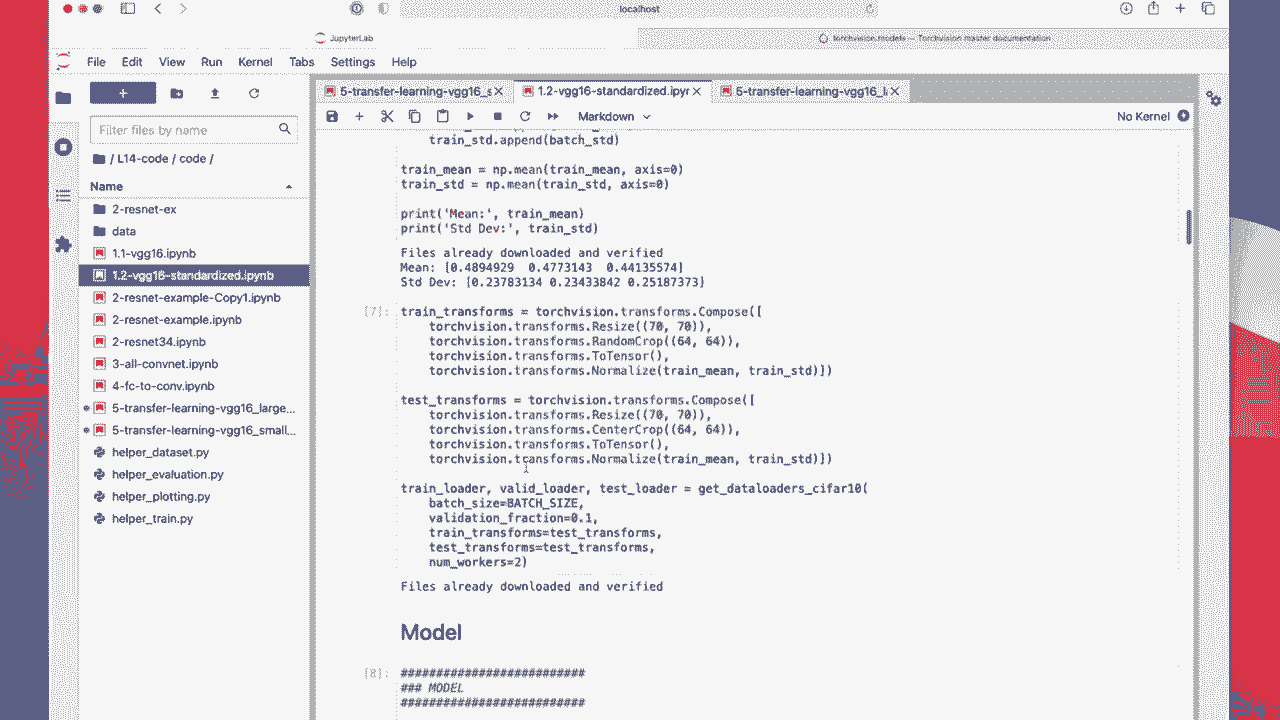 localhost
JupyterLab
torchvision.models — Torchvision master documentation
File Edit View Run Kernel Tabs Settings Help
5-transfer-learning-vgg16_s
1.2-vgg16-standardized.ipyr
5-transfer-learning-vgg16_l
Filter files by name
Markdown
No Kernel
/ L14-code / code /
Name
2-resnet-ex
data
1.1-vgg16.ipynb
1.2-vgg16-standardized.ipynb
2-resnet-example-Copy1.ipynb
2-resnet-example.ipynb
2-resnet34.ipynb
3-all-convnet.ipynb
4-fc-to-conv.ipynb
5-transfer-learning-vgg16_large...
5-transfer-learning-vgg16_small...
helper_dataset.py
helper_evaluation.py
helper_plotting.py
helper_train.py
train_std.append(batch_std)
train_mean = np.mean(train_mean, axis=0)
train_std = np.mean(train_std, axis=0)
print('Mean:', train_mean)
print('Std Dev:', train_std)
Files already downloaded and verified
Mean: [0.4894929 0.4773143 0.44135574]
Std Dev: [0.23783134 0.23433842 0.25187373]
[7]: train_transforms = torchvision.transforms.Compose([
torchvision.transforms.Resize((70, 70)),
torchvision.transforms.RandomCrop((64, 64)),
torchvision.transforms.ToTensor(),
torchvision.transforms.Normalize(train_mean, train_std)])
test_transforms = torchvision.transforms.Compose([
torchvision.transforms.Resize((70, 70)),
torchvision.transforms.CenterCrop((64, 64)),
torchvision.transforms.ToTensor(),
torchvision.transforms.Normalize(train_mean, train_std)])
train_loader, valid_loader, test_loader = get_dataloaders_cifar10(
batch_size=BATCH_SIZE,
validation_fraction=0.1,
train_transforms=test_transforms,
test_transforms=test_transforms,
num_workers=2)
Files already downloaded and verified
Model
[8]: ##########################
### MODEL
##########################